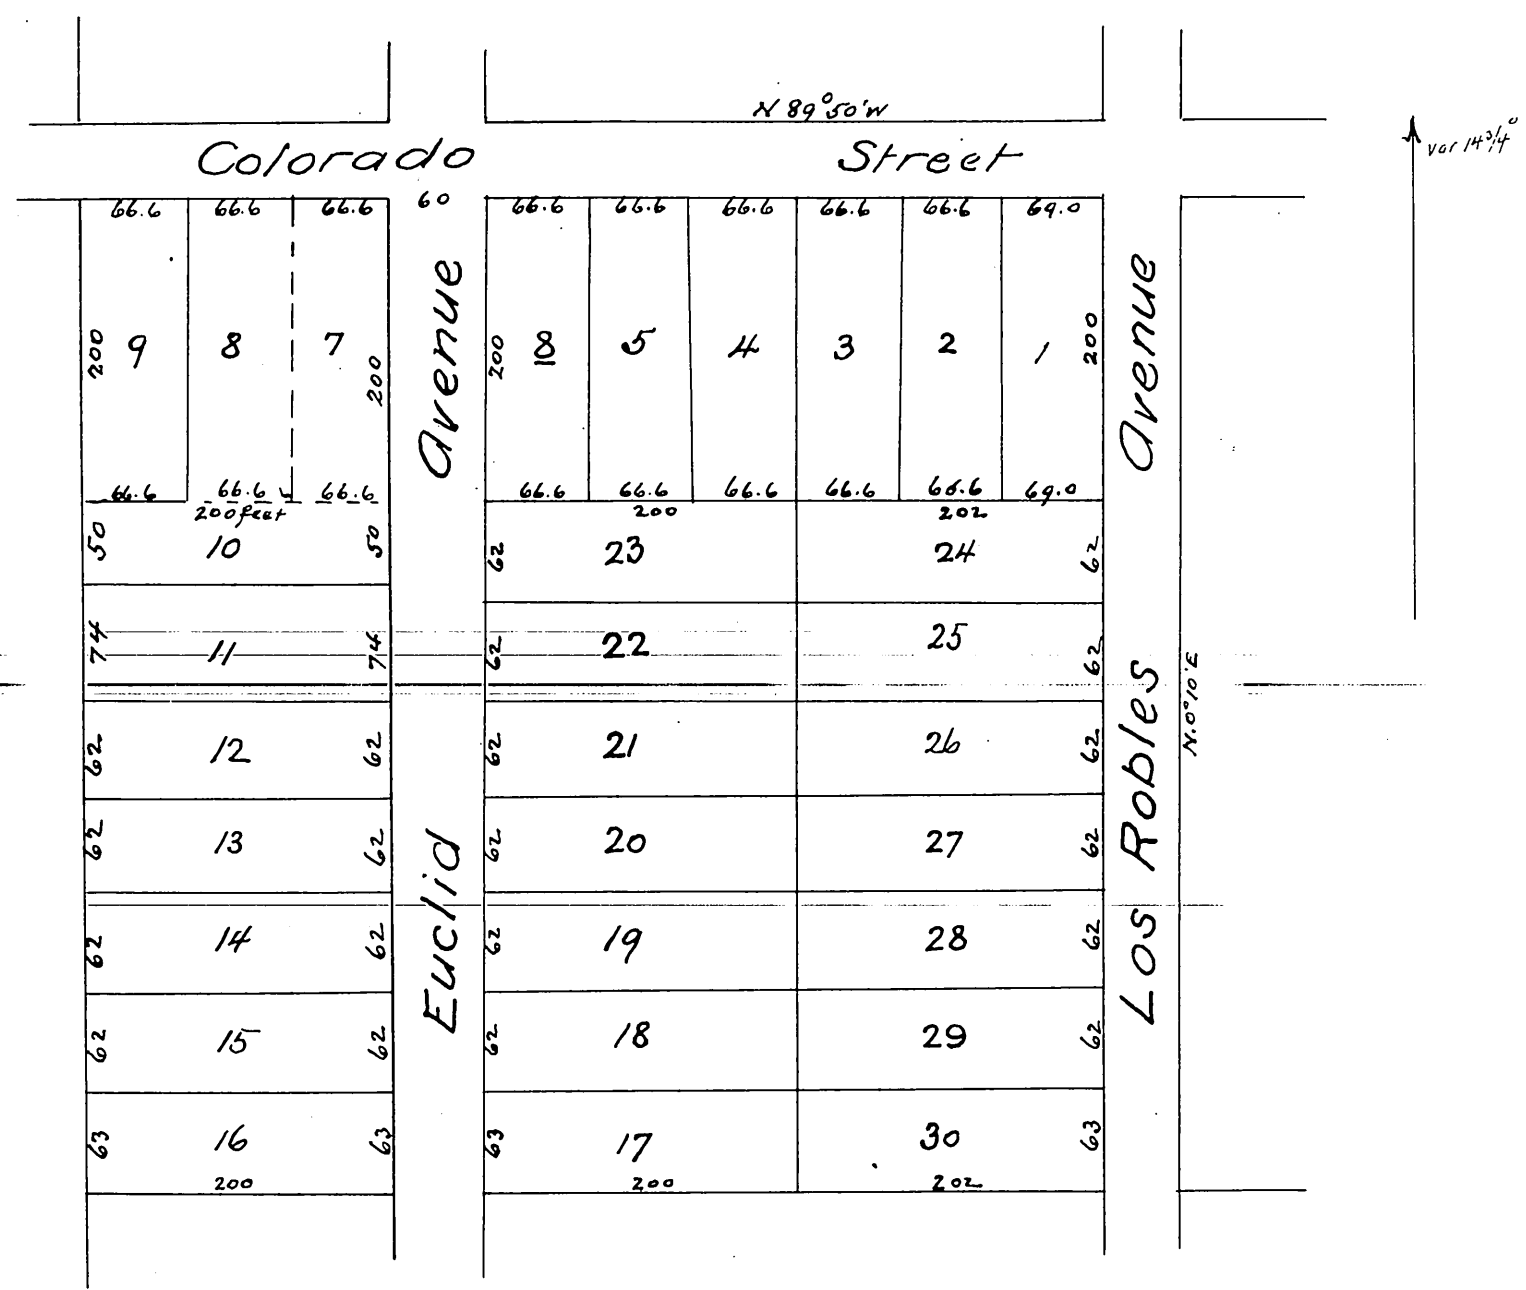 N 89°50'W
Colorado Street
var 14 3/4°
66.6 66.6 66.6 60 66.6 66.6 66.6 66.6 66.6 69.0
200 9 8 7 200 200 8 5 4 3 2 1 200
66.6 66.6 66.6 66.6 66.6 66.6 66.6 66.6 69.0
200 feet 200 202
50 10 50 62 23 24 62
74 11 74 62 22 25 62
62 12 62 62 21 26 62
62 13 62 62 20 27 62
62 14 62 62 19 28 62
62 15 62 62 18 29 62
63 16 63 63 17 30 63
200 200 202
Euclid Avenue
Los Robles Avenue
N.0°10'E